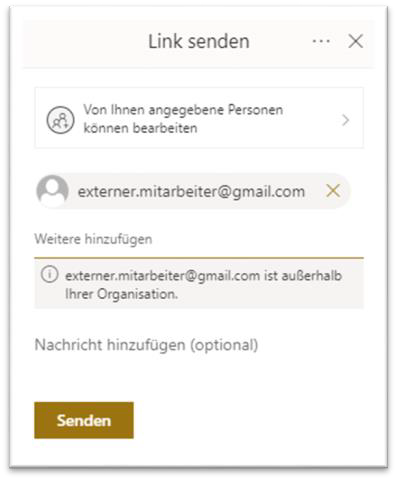 Link senden
Von Ihnen angegebene Personen
können bearbeiten
externer.mitarbeiter@gmail.com
Weitere hinzufügen
externer.mitarbeiter@gmail.com ist außerhalb
Ihrer Organisation.
Nachricht hinzufügen (optional)
Senden